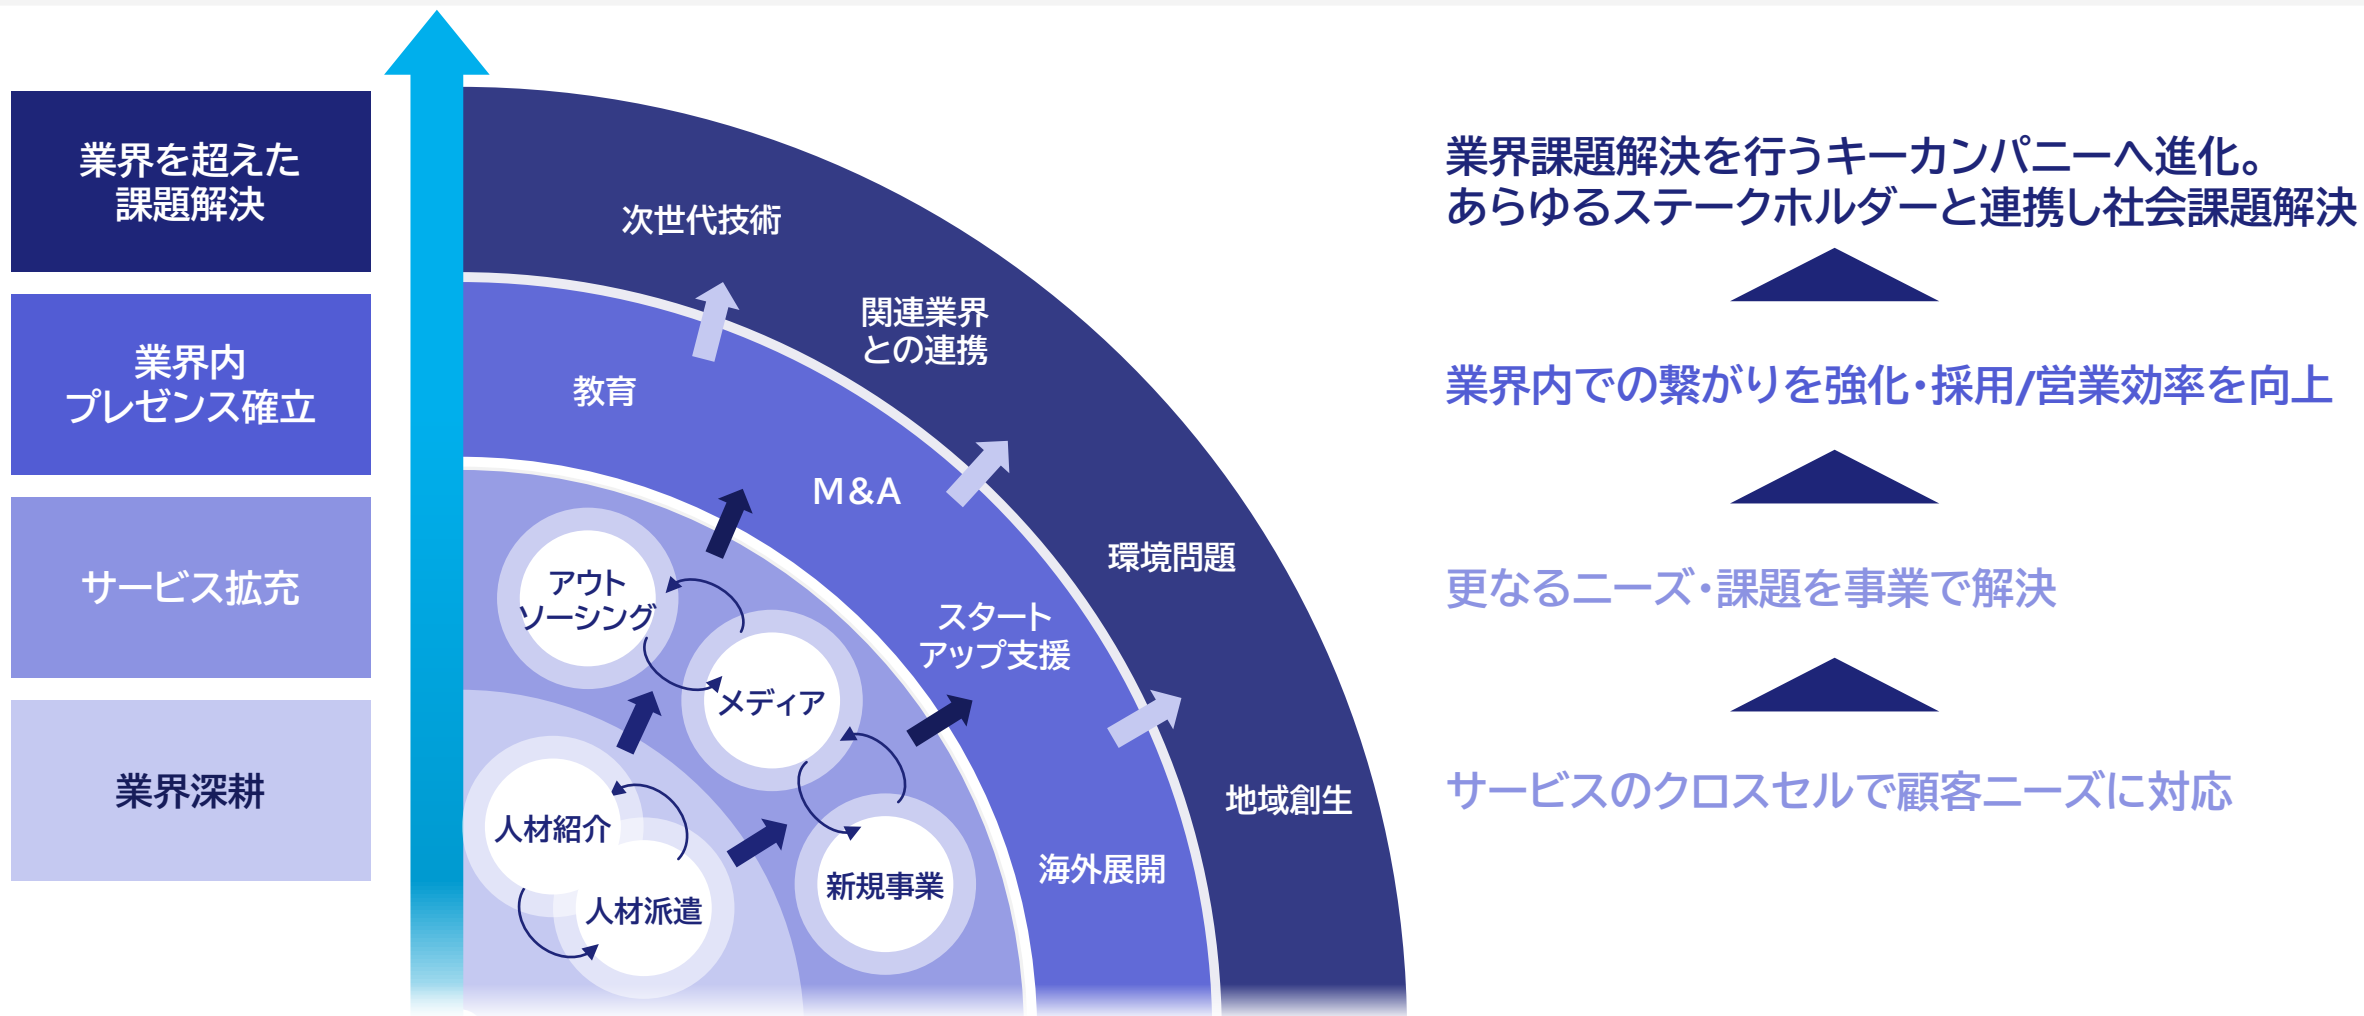 業界を超えた
課題解決
業界内
プレゼンス確立
サービス拡充
業界深耕
次世代技術
関連業界
との連携
環境問題
地域創生
教育
M&A
スタート
アップ支援
海外展開
アウト
ソーシング
メディア
新規事業
人材紹介
人材派遣
業界課題解決を行うキーカンパニーへ進化。
あらゆるステークホルダーと連携し社会課題解決
業界内での繋がりを強化・採用/営業効率を向上
更なるニーズ・課題を事業で解決
サービスのクロスセルで顧客ニーズに対応